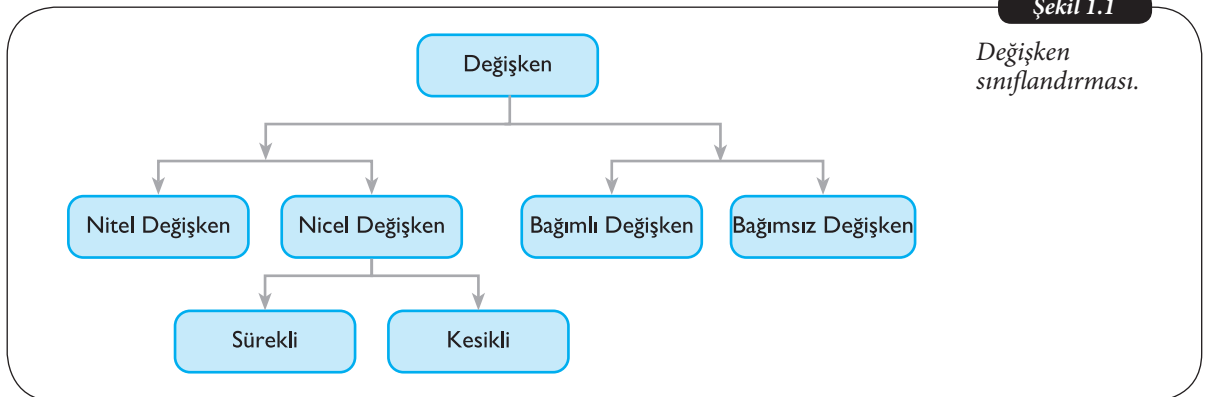 Şekil 1.1
Değişken
sınıflandırması.
Değişken
Nitel Değişken
Nicel Değişken
Bağımlı Değişken
Bağımsız Değişken
Sürekli
Kesikli